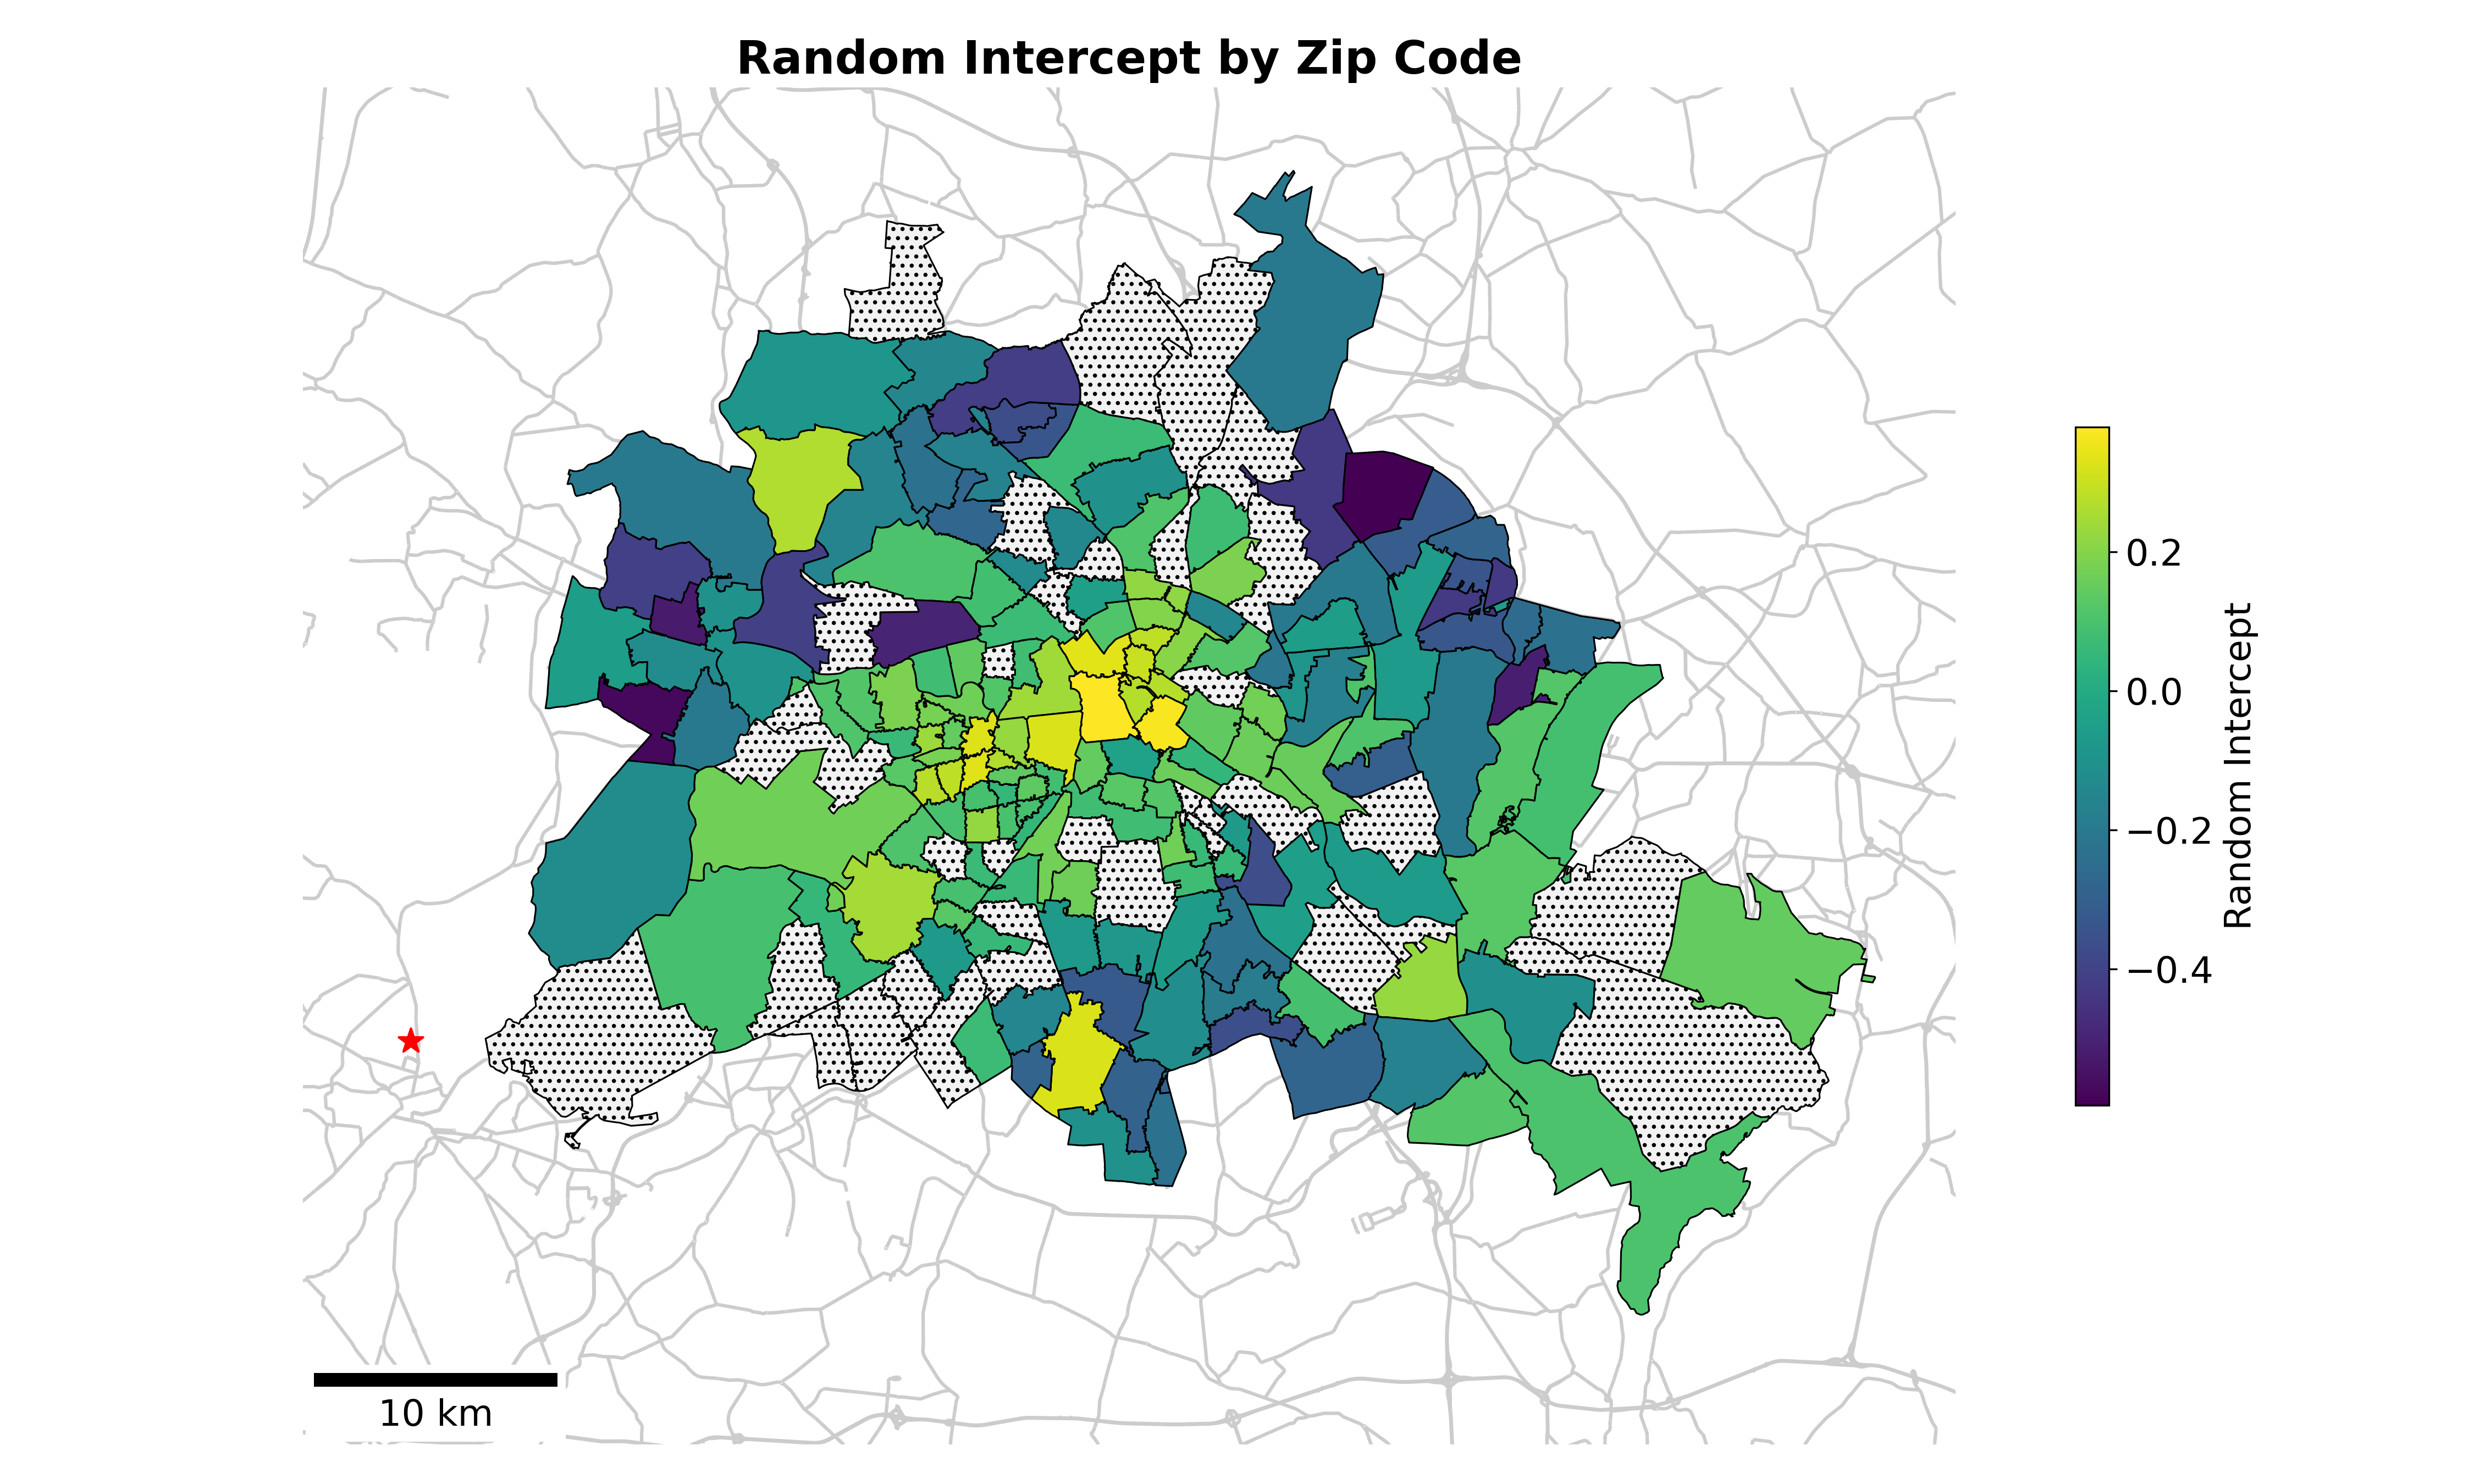 Random Intercept by Zip Code
0.2
0.0
−0.2
−0.4
Random Intercept
10 km